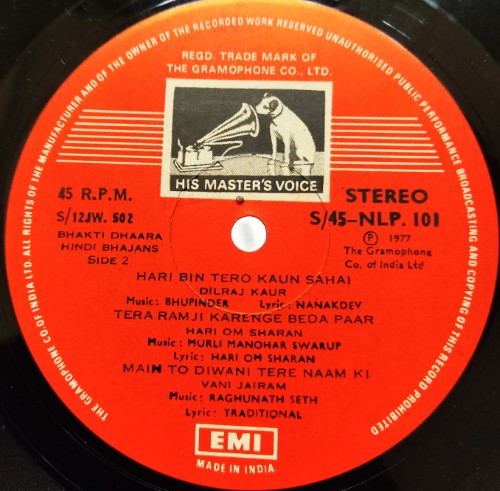 THE GRAMOPHONE CO. OF INDIA LTD. ALL RIGHTS OF THE MANUFACTURER AND OF THE OWNER OF THE RECORDED WORK RESERVED UNAUTHORISED PUBLIC PERFORMANCE BROADCASTING AND COPYING OF THIS RECORD PROHIBITED
REGD. TRADE MARK OF
THE GRAMOPHONE CO., LTD.
HIS MASTER'S VOICE
45 R.P.M.
S/12JW. 502
BHAKTI DHAARA
HINDI BHAJANS
SIDE 2
STEREO
S/45-NLP. 101
Ⓟ 1977
The Gramophone
Co. of India Ltd
HARI BIN TERO KAUN SAHAI
DILRAJ KAUR
Music: BHUPINDER Lyric: NANAKDEV
TERA RAMJI KARENGE BEDA PAAR
HARI OM SHARAN
Music: MURLI MANOHAR SWARUP
Lyric: HARI OM SHARAN
MAIN TO DIWANI TERE NAAM KI
VANI JAIRAM
Music: RAGHUNATH SETH
Lyric: TRADITIONAL
EMI
MADE IN INDIA.